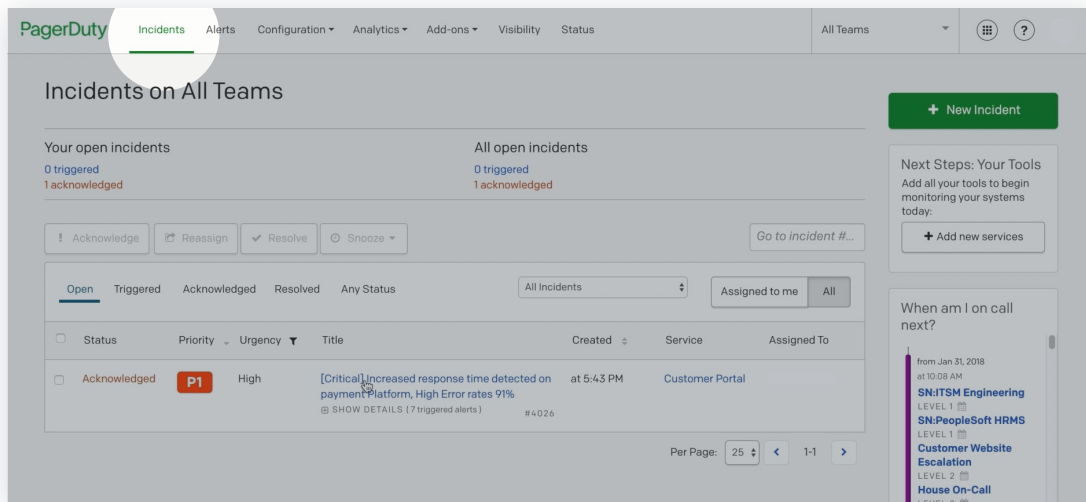 PagerDuty Incidents Alerts Configuration Analytics Add-ons Visibility Status All Teams ?
Incidents on All Teams
+ New Incident
Your open incidents
0 triggered
1 acknowledged
All open incidents
0 triggered
1 acknowledged
Next Steps: Your Tools
Add all your tools to begin
monitoring your systems
today:
+ Add new services
! Acknowledge Reassign Resolve Snooze
Go to incident #...
Open Triggered Acknowledged Resolved Any Status All Incidents Assigned to me All
Status Priority Urgency Title Created Service Assigned To
Acknowledged P1 High [Critical] Increased response time detected on at 5:43 PM Customer Portal
payment Platform, High Error rates 91%
SHOW DETAILS (7 triggered alerts) #4026
Per Page: 25 1-1
When am I on call
next?
from Jan 31, 2018
at 10:08 AM
SN:ITSM Engineering
LEVEL 1
SN:PeopleSoft HRMS
LEVEL 1
Customer Website
Escalation
LEVEL 2
House On-Call